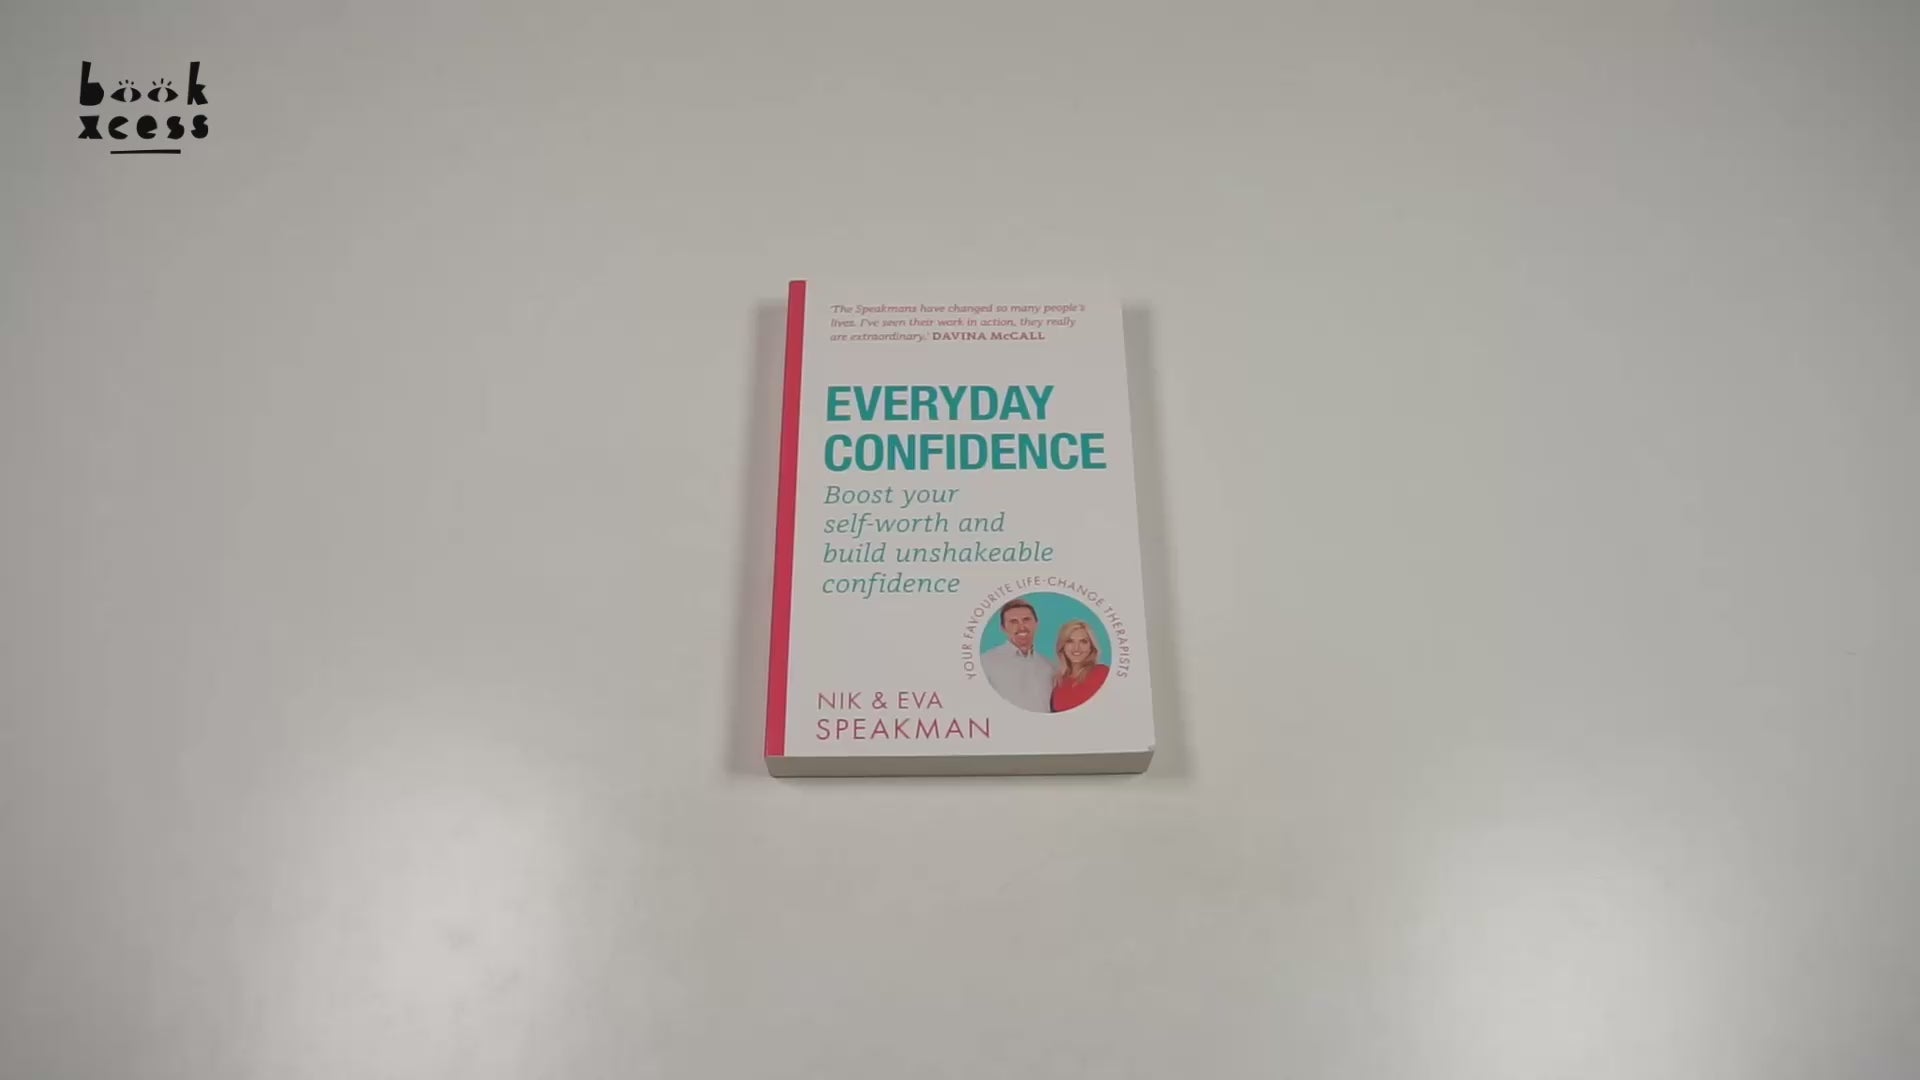 book
xcess
'The Speakmans have changed so many people's
lives. I've seen their work in action, they really
are extraordinary.' DAVINA McCALL
EVERYDAY
CONFIDENCE
Boost your
self-worth and
build unshakeable
confidence
YOUR FAVOURITE LIFE-CHANGE THERAPISTS
NIK & EVA
SPEAKMAN